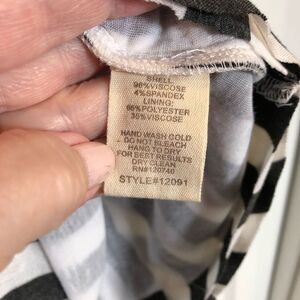 SHELL:
96%VISCOSE
4%SPANDEX
LINING:
65%POLYESTER
35%VISCOSE
HAND WASH COLD
DO NOT BLEACH
HANG TO DRY
FOR BEST RESULTS
DRY CLEAN
RN#120740
STYLE#12091